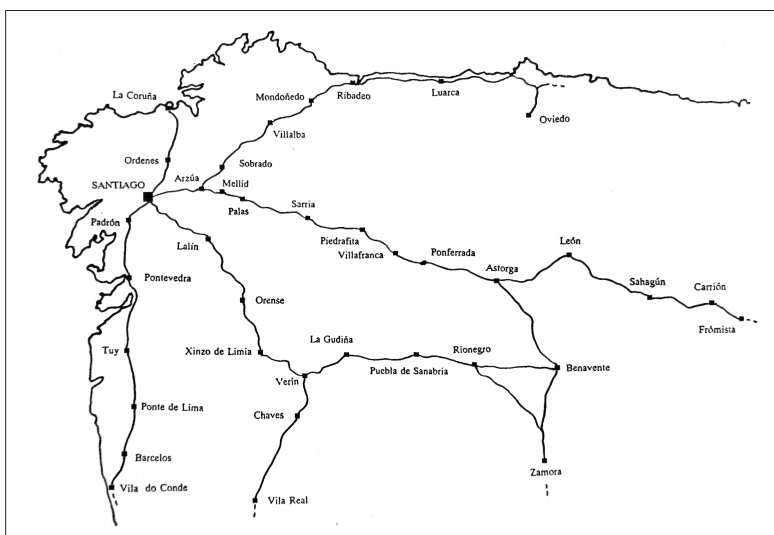 La Coruña
Mondoñedo
Ribadeo
Luarca
Oviedo
Villalba
Ordenes
Sobrado
Arzúa
Mellid
SANTIAGO
Palas
Sarria
Padrón
Lalín
Piedrafita
Villafranca
Ponferrada
León
Astorga
Pontevedra
Sahagún
Carrión
Frómista
Orense
Tuy
Xinzo de Limia
La Gudiña
Rionegro
Verín
Puebla de Sanabria
Benavente
Ponte de Lima
Chaves
Barcelos
Zamora
Vila do Conde
Vila Real